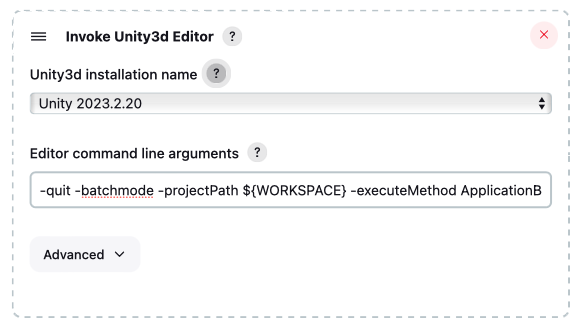 Invoke Unity3d Editor ?
Unity3d installation name ?
Unity 2023.2.20
Editor command line arguments ?
-quit -batchmode -projectPath ${WORKSPACE} -executeMethod ApplicationB
Advanced